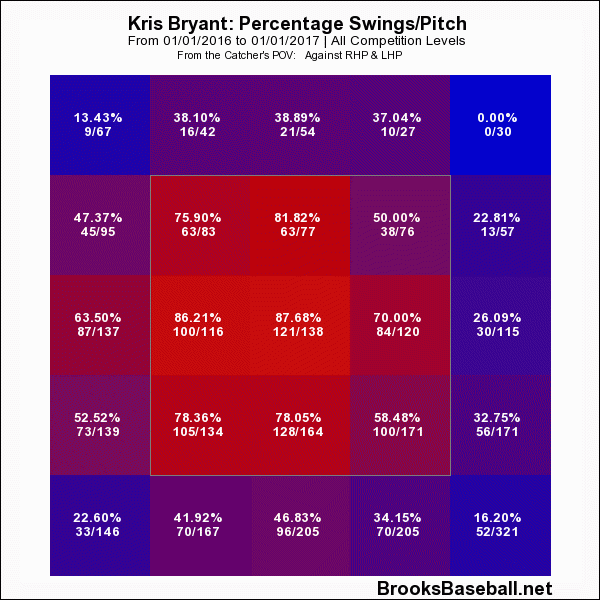 Kris Bryant: Percentage Swings/Pitch
From 01/01/2016 to 01/01/2017 | All Competition Levels
From the Catcher's POV: Against RHP & LHP
13.43% 38.10% 38.89% 37.04% 0.00%
9/67 16/42 21/54 10/27 0/30
47.37% 75.90% 81.82% 50.00% 22.81%
45/95 63/83 63/77 38/76 13/57
63.50% 86.21% 87.68% 70.00% 26.09%
87/137 100/116 121/138 84/120 30/115
52.52% 78.36% 78.05% 58.48% 32.75%
73/139 105/134 128/164 100/171 56/171
22.60% 41.92% 46.83% 34.15% 16.20%
33/146 70/167 96/205 70/205 52/321
BrooksBaseball.net